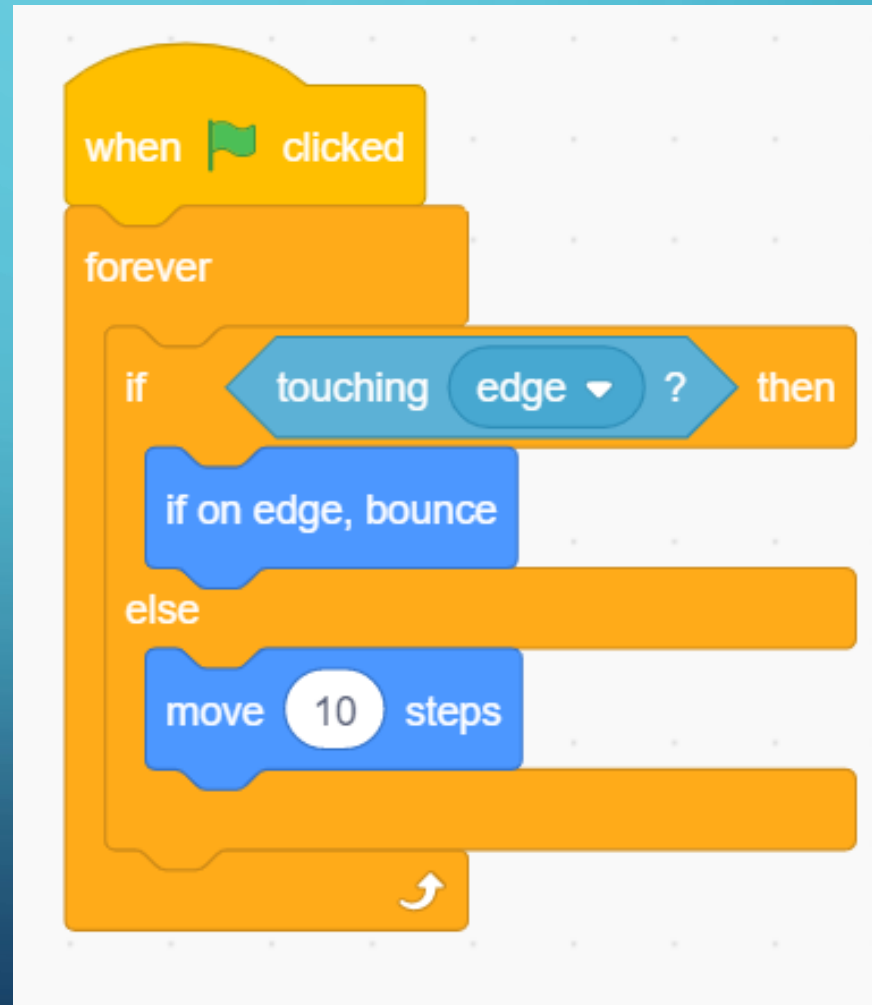 when clicked
forever
if touching edge ? then
if on edge, bounce
else
move 10 steps